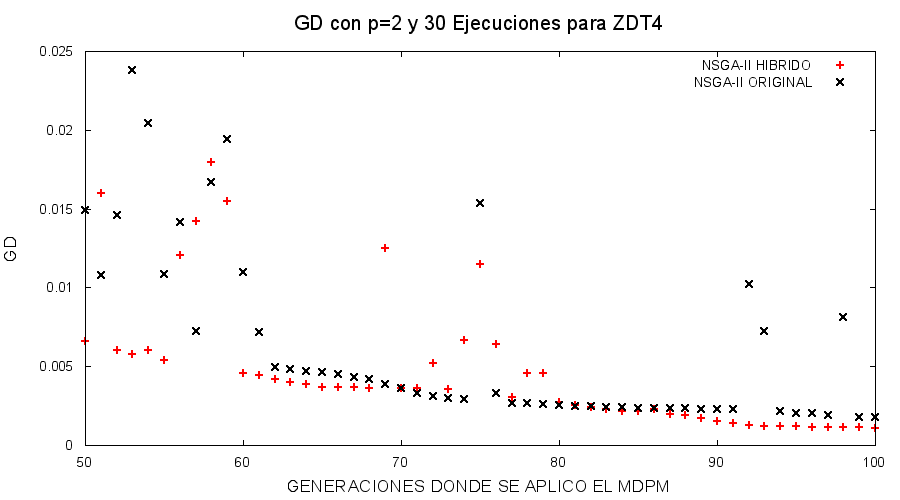 GD con p=2 y 30 Ejecuciones para ZDT4
NSGA-II HIBRIDO
NSGA-II ORIGINAL
GD
0.025
0.02
0.015
0.01
0.005
0
50 60 70 80 90 100
GENERACIONES DONDE SE APLICO EL MDPM